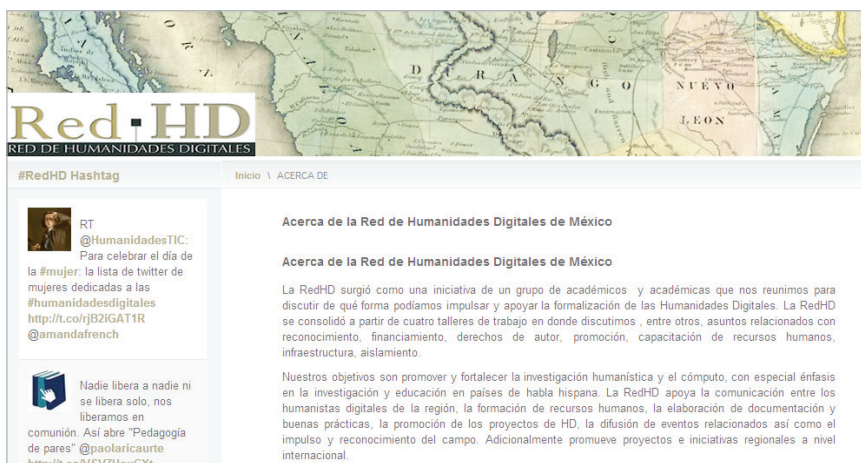 DURANGO
NUEVO
LEON
Red HD
RED DE HUMANIDADES DIGITALES
#RedHD Hashtag
Inicio \ ACERCA DE
RT
@HumanidadesTIC:
Para celebrar el día de
la #mujer: la lista de twitter de
mujeres dedicadas a las
#humanidadesdigitales
http://t.co/rjB2iGAT1R
@amandafrench
Nadie libera a nadie ni
se libera solo, nos
liberamos en
comunión. Así abre "Pedagogía
de pares" @paolaricaurte
Acerca de la Red de Humanidades Digitales de México
Acerca de la Red de Humanidades Digitales de México
La RedHD surgió como una iniciativa de un grupo de académicos y académicas que nos reunimos para
discutir de qué forma podíamos impulsar y apoyar la formalización de las Humanidades Digitales. La RedHD
se consolidó a partir de cuatro talleres de trabajo en donde discutimos , entre otros, asuntos relacionados con
reconocimiento, financiamiento, derechos de autor, promoción, capacitación de recursos humanos,
infraestructura, aislamiento.
Nuestros objetivos son promover y fortalecer la investigación humanística y el cómputo, con especial énfasis
en la investigación y educación en países de habla hispana. La RedHD apoya la comunicación entre los
humanistas digitales de la región, la formación de recursos humanos, la elaboración de documentación y
buenas prácticas, la promoción de los proyectos de HD, la difusión de eventos relacionados así como el
impulso y reconocimiento del campo. Adicionalmente promueve proyectos e iniciativas regionales a nivel
internacional.